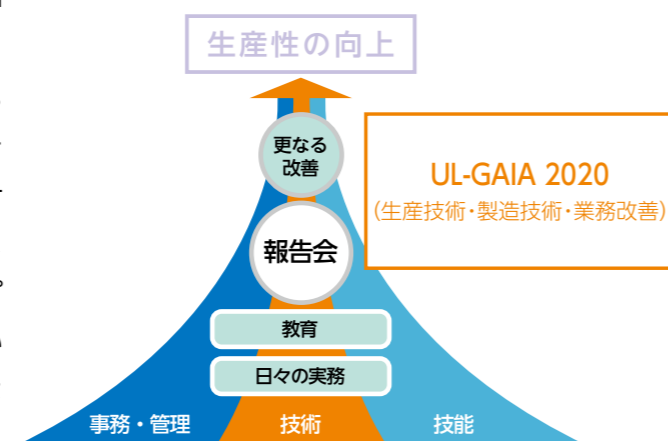 生産性の向上
更なる
改善
UL-GAIA 2020
(生産技術・製造技術・業務改善)
報告会
教育
日々の実務
事務・管理
技術
技能